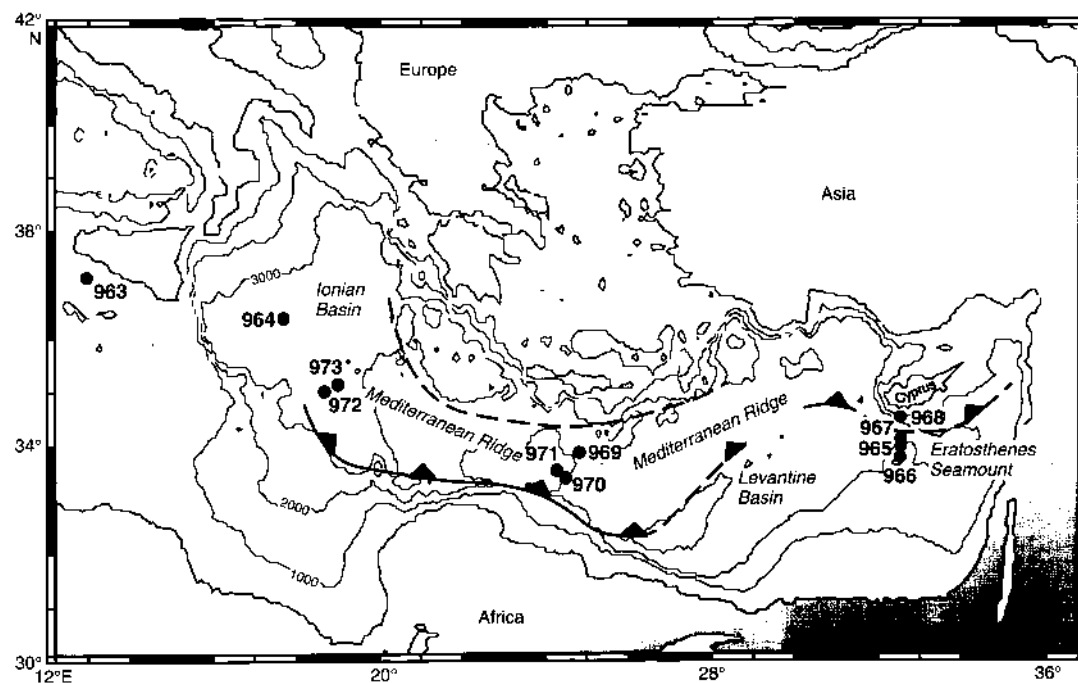 42°
N
Europe
Asia
38°
963
3000
Ionian
Basin
964
973
972
Mediterranean Ridge
Mediterranean Ridge
Cyprus
968
967
965
966
Eratosthenes
Seamount
34°
971
969
970
Levantine
Basin
2000
1000
Africa
30°
12°E
20°
28°
36°